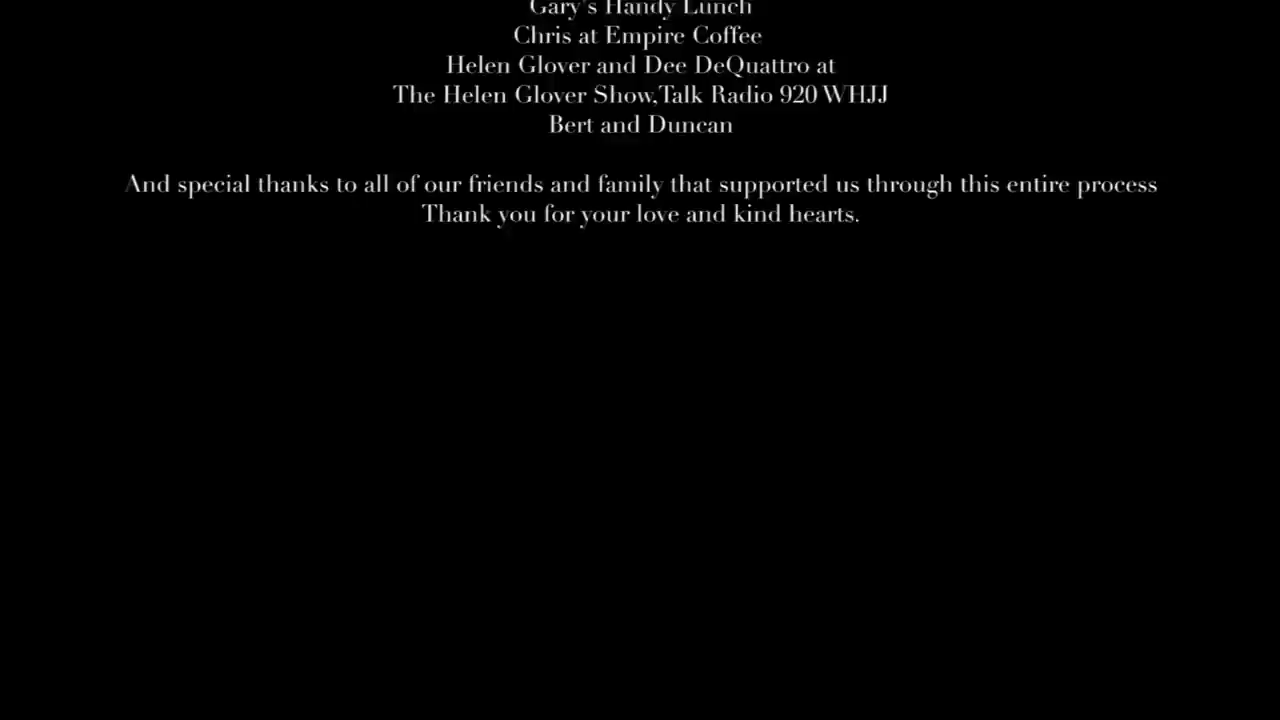 Gary's Handy Lunch
Chris at Empire Coffee
Helen Glover and Dee DeQuattro at
The Helen Glover Show,Talk Radio 920 WHJJ
Bert and Duncan
And special thanks to all of our friends and family that supported us through this entire process
Thank you for your love and kind hearts.